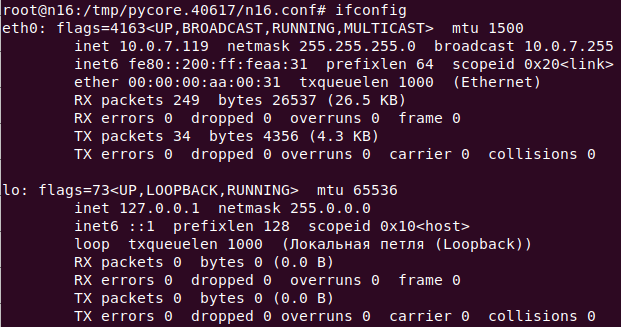 root@n16:/tmp/pycore.40617/n16.conf# ifconfig
eth0: flags=4163<UP,BROADCAST,RUNNING,MULTICAST>  mtu 1500
        inet 10.0.7.119  netmask 255.255.255.0  broadcast 10.0.7.255
        inet6 fe80::200:ff:feaa:31  prefixlen 64  scopeid 0x20<link>
        ether 00:00:00:aa:00:31  txqueuelen 1000  (Ethernet)
        RX packets 249  bytes 26537 (26.5 KB)
        RX errors 0  dropped 0  overruns 0  frame 0
        TX packets 34  bytes 4356 (4.3 KB)
        TX errors 0  dropped 0 overruns 0  carrier 0  collisions 0

lo: flags=73<UP,LOOPBACK,RUNNING>  mtu 65536
        inet 127.0.0.1  netmask 255.0.0.0
        inet6 ::1  prefixlen 128  scopeid 0x10<host>
        loop  txqueuelen 1000  (Локальная петля (Loopback))
        RX packets 0  bytes 0 (0.0 B)
        RX errors 0  dropped 0  overruns 0  frame 0
        TX packets 0  bytes 0 (0.0 B)
        TX errors 0  dropped 0 overruns 0  carrier 0  collisions 0